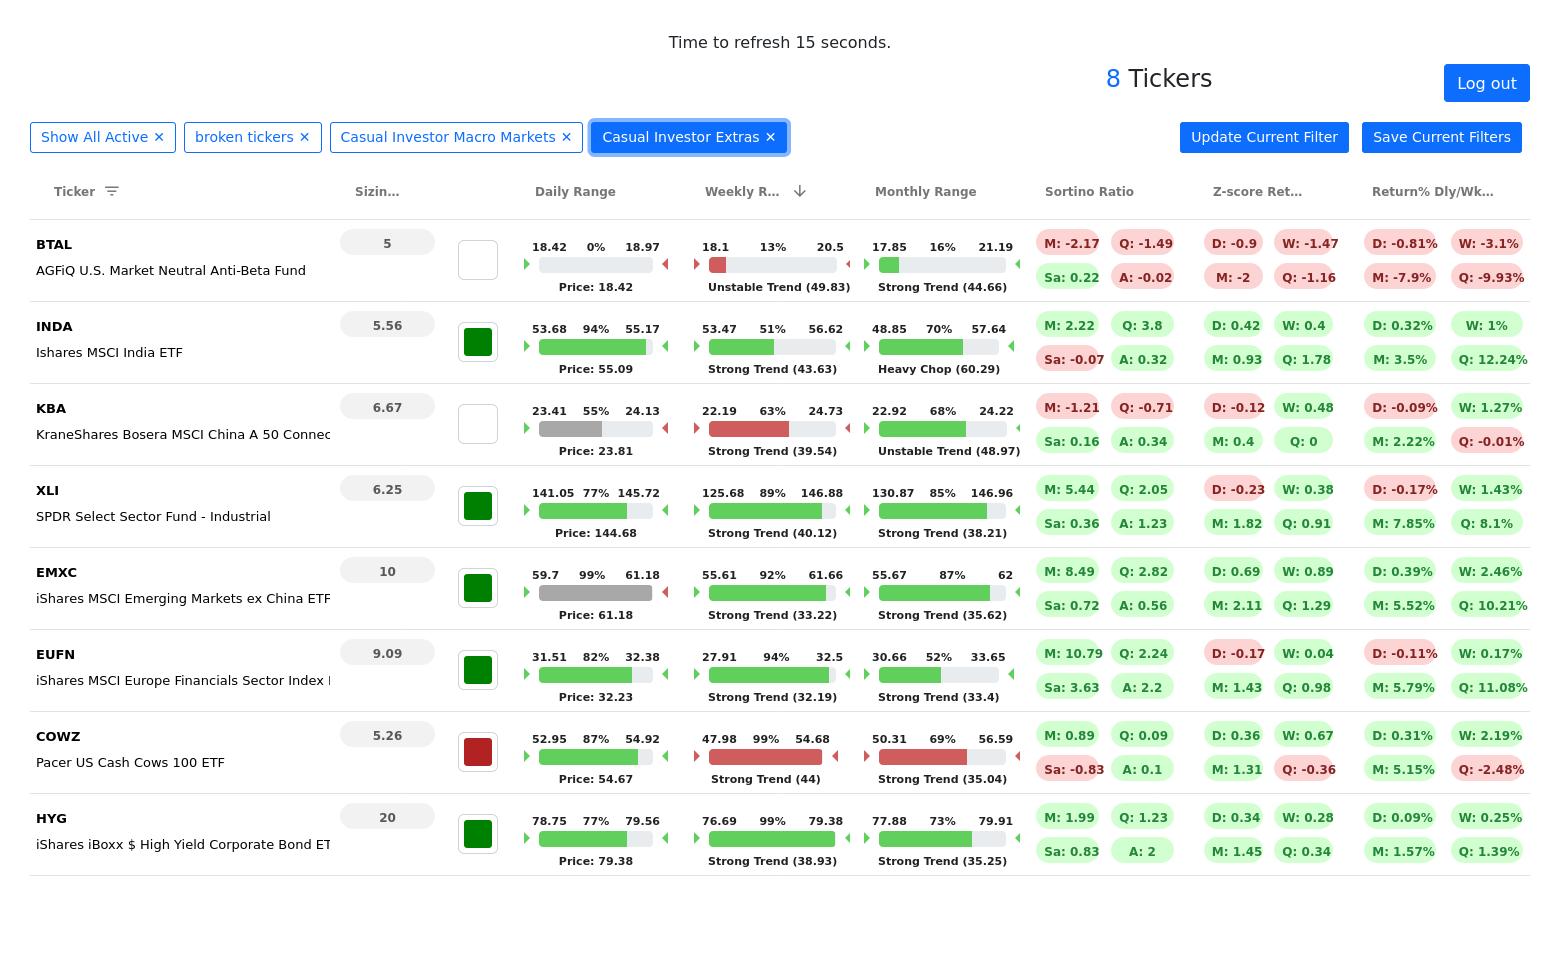 Time to refresh 15 seconds.
8 Tickers
Log out
Show All Active ✕ broken tickers ✕ Casual Investor Macro Markets ✕ Casual Investor Extras ✕ Update Current Filter Save Current Filters
Ticker Sizin... Daily Range Weekly R... Monthly Range Sortino Ratio Z-score Ret... Return% Dly/Wk...
BTAL 5 18.42 0% 18.97 18.1 13% 20.5 17.85 16% 21.19 M: -2.17 Q: -1.49 D: -0.9 W: -1.47 D: -0.81% W: -3.1%
AGFiQ U.S. Market Neutral Anti-Beta Fund Price: 18.42 Unstable Trend (49.83) Strong Trend (44.66) Sa: 0.22 A: -0.02 M: -2 Q: -1.16 M: -7.9% Q: -9.93%
INDA 5.56 53.68 94% 55.17 53.47 51% 56.62 48.85 70% 57.64 M: 2.22 Q: 3.8 D: 0.42 W: 0.4 D: 0.32% W: 1%
Ishares MSCI India ETF Price: 55.09 Strong Trend (43.63) Heavy Chop (60.29) Sa: -0.07 A: 0.32 M: 0.93 Q: 1.78 M: 3.5% Q: 12.24%
KBA 6.67 23.41 55% 24.13 22.19 63% 24.73 22.92 68% 24.22 M: -1.21 Q: -0.71 D: -0.12 W: 0.48 D: -0.09% W: 1.27%
KraneShares Bosera MSCI China A 50 Connec Price: 23.81 Strong Trend (39.54) Unstable Trend (48.97) Sa: 0.16 A: 0.34 M: 0.4 Q: 0 M: 2.22% Q: -0.01%
XLI 6.25 141.05 77% 145.72 125.68 89% 146.88 130.87 85% 146.96 M: 5.44 Q: 2.05 D: -0.23 W: 0.38 D: -0.17% W: 1.43%
SPDR Select Sector Fund - Industrial Price: 144.68 Strong Trend (40.12) Strong Trend (38.21) Sa: 0.36 A: 1.23 M: 1.82 Q: 0.91 M: 7.85% Q: 8.1%
EMXC 10 59.7 99% 61.18 55.61 92% 61.66 55.67 87% 62 M: 8.49 Q: 2.82 D: 0.69 W: 0.89 D: 0.39% W: 2.46%
iShares MSCI Emerging Markets ex China ETF Price: 61.18 Strong Trend (33.22) Strong Trend (35.62) Sa: 0.72 A: 0.56 M: 2.11 Q: 1.29 M: 5.52% Q: 10.21%
EUFN 9.09 31.51 82% 32.38 27.91 94% 32.5 30.66 52% 33.65 M: 10.79 Q: 2.24 D: -0.17 W: 0.04 D: -0.11% W: 0.17%
iShares MSCI Europe Financials Sector Index Price: 32.23 Strong Trend (32.19) Strong Trend (33.4) Sa: 3.63 A: 2.2 M: 1.43 Q: 0.98 M: 5.79% Q: 11.08%
COWZ 5.26 52.95 87% 54.92 47.98 99% 54.68 50.31 69% 56.59 M: 0.89 Q: 0.09 D: 0.36 W: 0.67 D: 0.31% W: 2.19%
Pacer US Cash Cows 100 ETF Price: 54.67 Strong Trend (44) Strong Trend (35.04) Sa: -0.83 A: 0.1 M: 1.31 Q: -0.36 M: 5.15% Q: -2.48%
HYG 20 78.75 77% 79.56 76.69 99% 79.38 77.88 73% 79.91 M: 1.99 Q: 1.23 D: 0.34 W: 0.28 D: 0.09% W: 0.25%
iShares iBoxx $ High Yield Corporate Bond ET Price: 79.38 Strong Trend (38.93) Strong Trend (35.25) Sa: 0.83 A: 2 M: 1.45 Q: 0.34 M: 1.57% Q: 1.39%